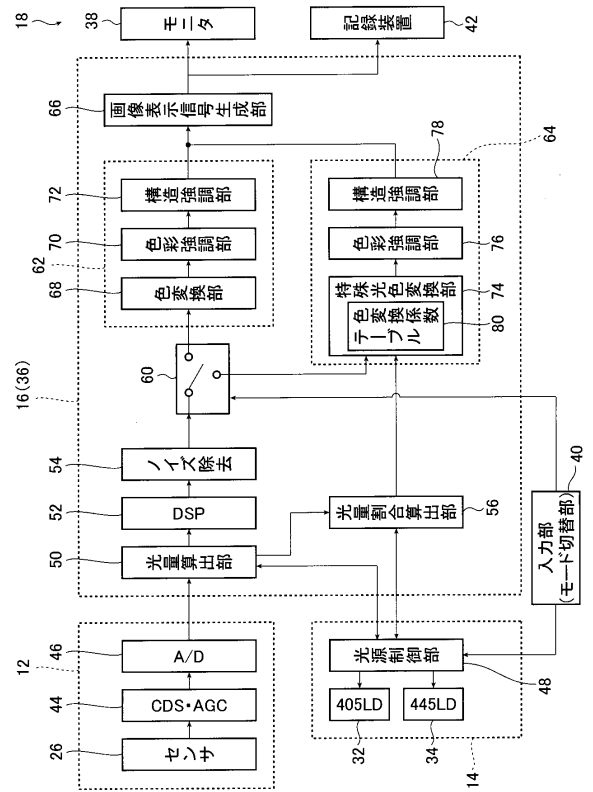 18
38
モニタ
記録装置
42
66
画像表示信号生成部
64
72
構造強調部
78
構造強調部
70
色彩強調部
76
色彩強調部
62
68
色変換部
特殊光色変換部
74
色変換係数
テーブル
80
60
16(36)
54
ノイズ除去
52
DSP
50
光量算出部
光量割合算出部
56
40
入力部
(モード切替部)
12
46
A/D
44
CDS・AGC
26
センサ
光源制御部
48
405LD
32
445LD
34
14